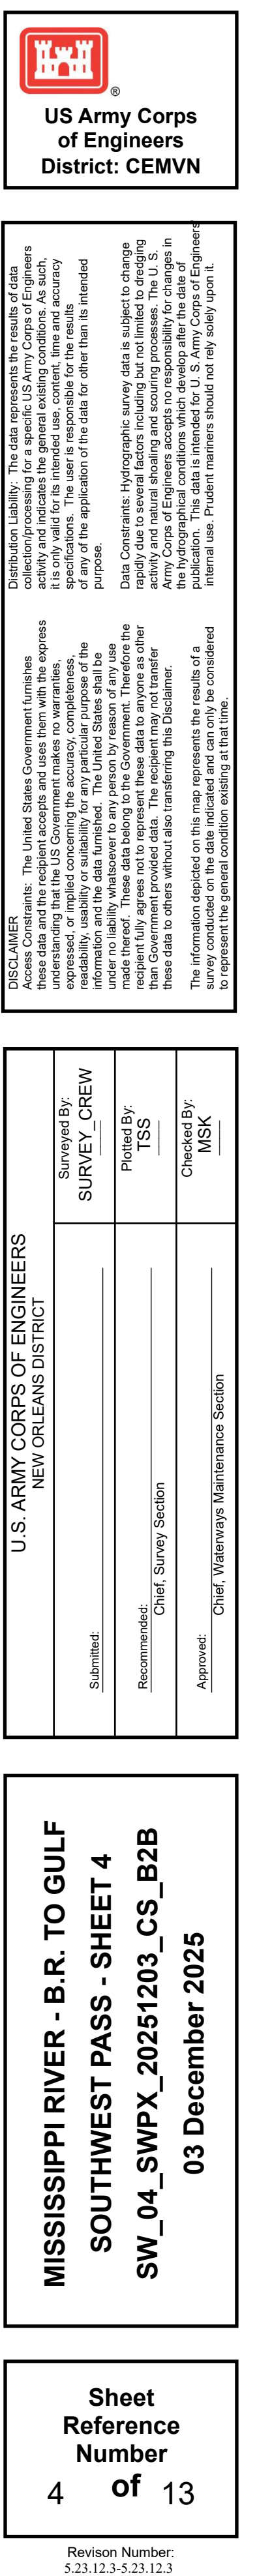 ®
US Army Corps
of Engineers
District: CEMVN
DISCLAIMER
Access Constraints: The United States Government furnishes
these data and the recipient accepts and uses them with the express
understanding that the US Government makes no warranties,
expressed, or implied concerning the accuracy, completeness,
readability, usability or suitability for any particular purpose of the
information and the data furnished. The United States shall be
under no liability whatsoever to any person by reason of any use
made thereof. These data belong to the Government. Therefore the
recipient fully agrees not to represent these data to anyone as other
than Government provided data. The recipient may not transfer
these data to others without also transferring this Disclaimer.
The information depicted on this map represents the results of a
survey conducted on the date indicated and can only be considered
to represent the general condition existing at that time.
Distribution Liability: The data represents the results of data
collection/processing for a specific US Army Corps of Engineers
activity and indicates the general existing conditions. As such,
it is only valid for its intended use, content, time and accuracy
specifications. The user is responsible for the results
of any of the application of the data for other than its intended
purpose.
Data Constraints: Hydrographic survey data is subject to change
rapidly due to several factors including but not limited to dredging
activity and natural shoaling and scouring processes. The U. S.
Army Corps of Engineers accepts no responsibility for changes in
the hydrographical conditions which develop after the date of
publication. This data is intended for U. S. Army Corps of Engineers'
internal use. Prudent mariners should not rely solely upon it.
U.S. ARMY CORPS OF ENGINEERS
NEW ORLEANS DISTRICT
Submitted:
Surveyed By:
SURVEY_CREW
Recommended:
Chief, Survey Section
Plotted By:
TSS
Approved:
Chief, Waterways Maintenance Section
Checked By:
MSK
MISSISSIPPI RIVER - B.R. TO GULF
SOUTHWEST PASS - SHEET 4
SW_04_SWPX_20251203_CS_B2B
03 December 2025
Sheet
Reference
Number
4 of 13
Revison Number:
5.23.12.3-5.23.12.3